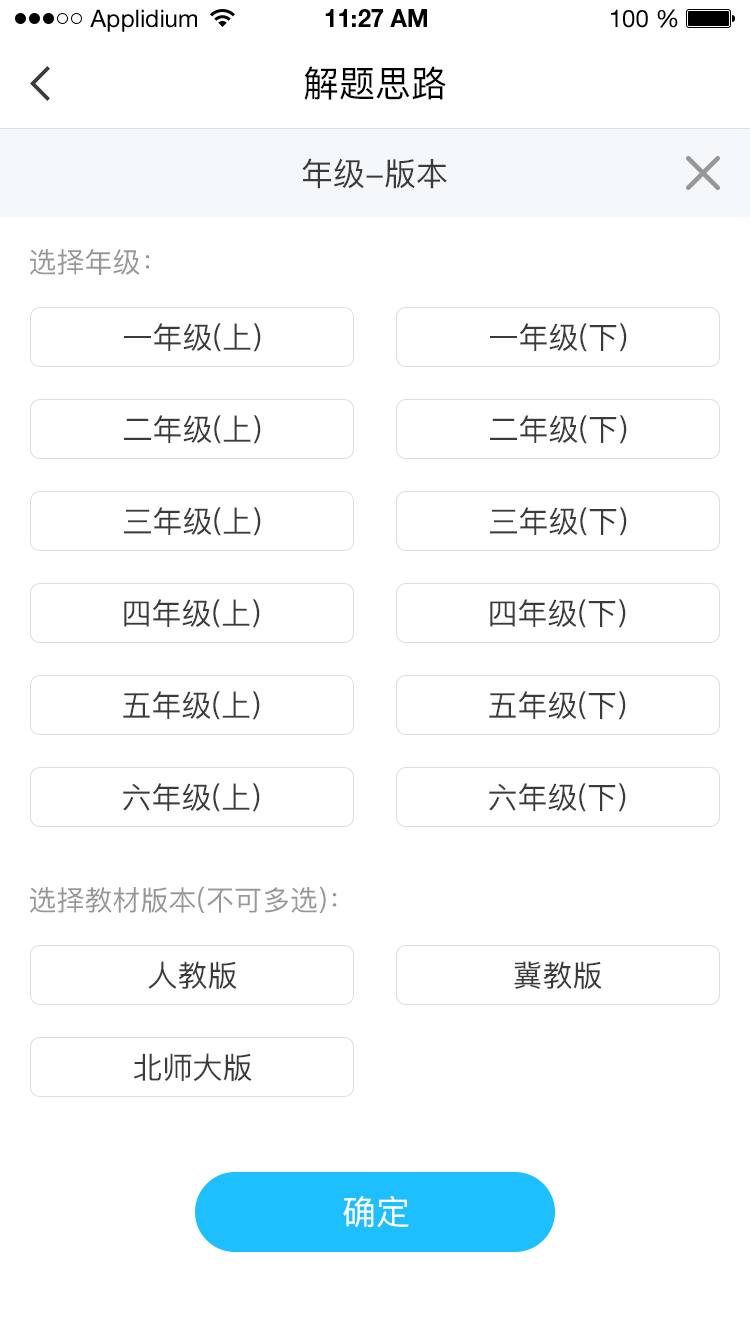 Applidium 11:27 AM 100 %
解题思路
年级–版本
选择年级:
一年级(上) 一年级(下)
二年级(上) 二年级(下)
三年级(上) 三年级(下)
四年级(上) 四年级(下)
五年级(上) 五年级(下)
六年级(上) 六年级(下)
选择教材版本(不可多选):
人教版 冀教版
北师大版
确定